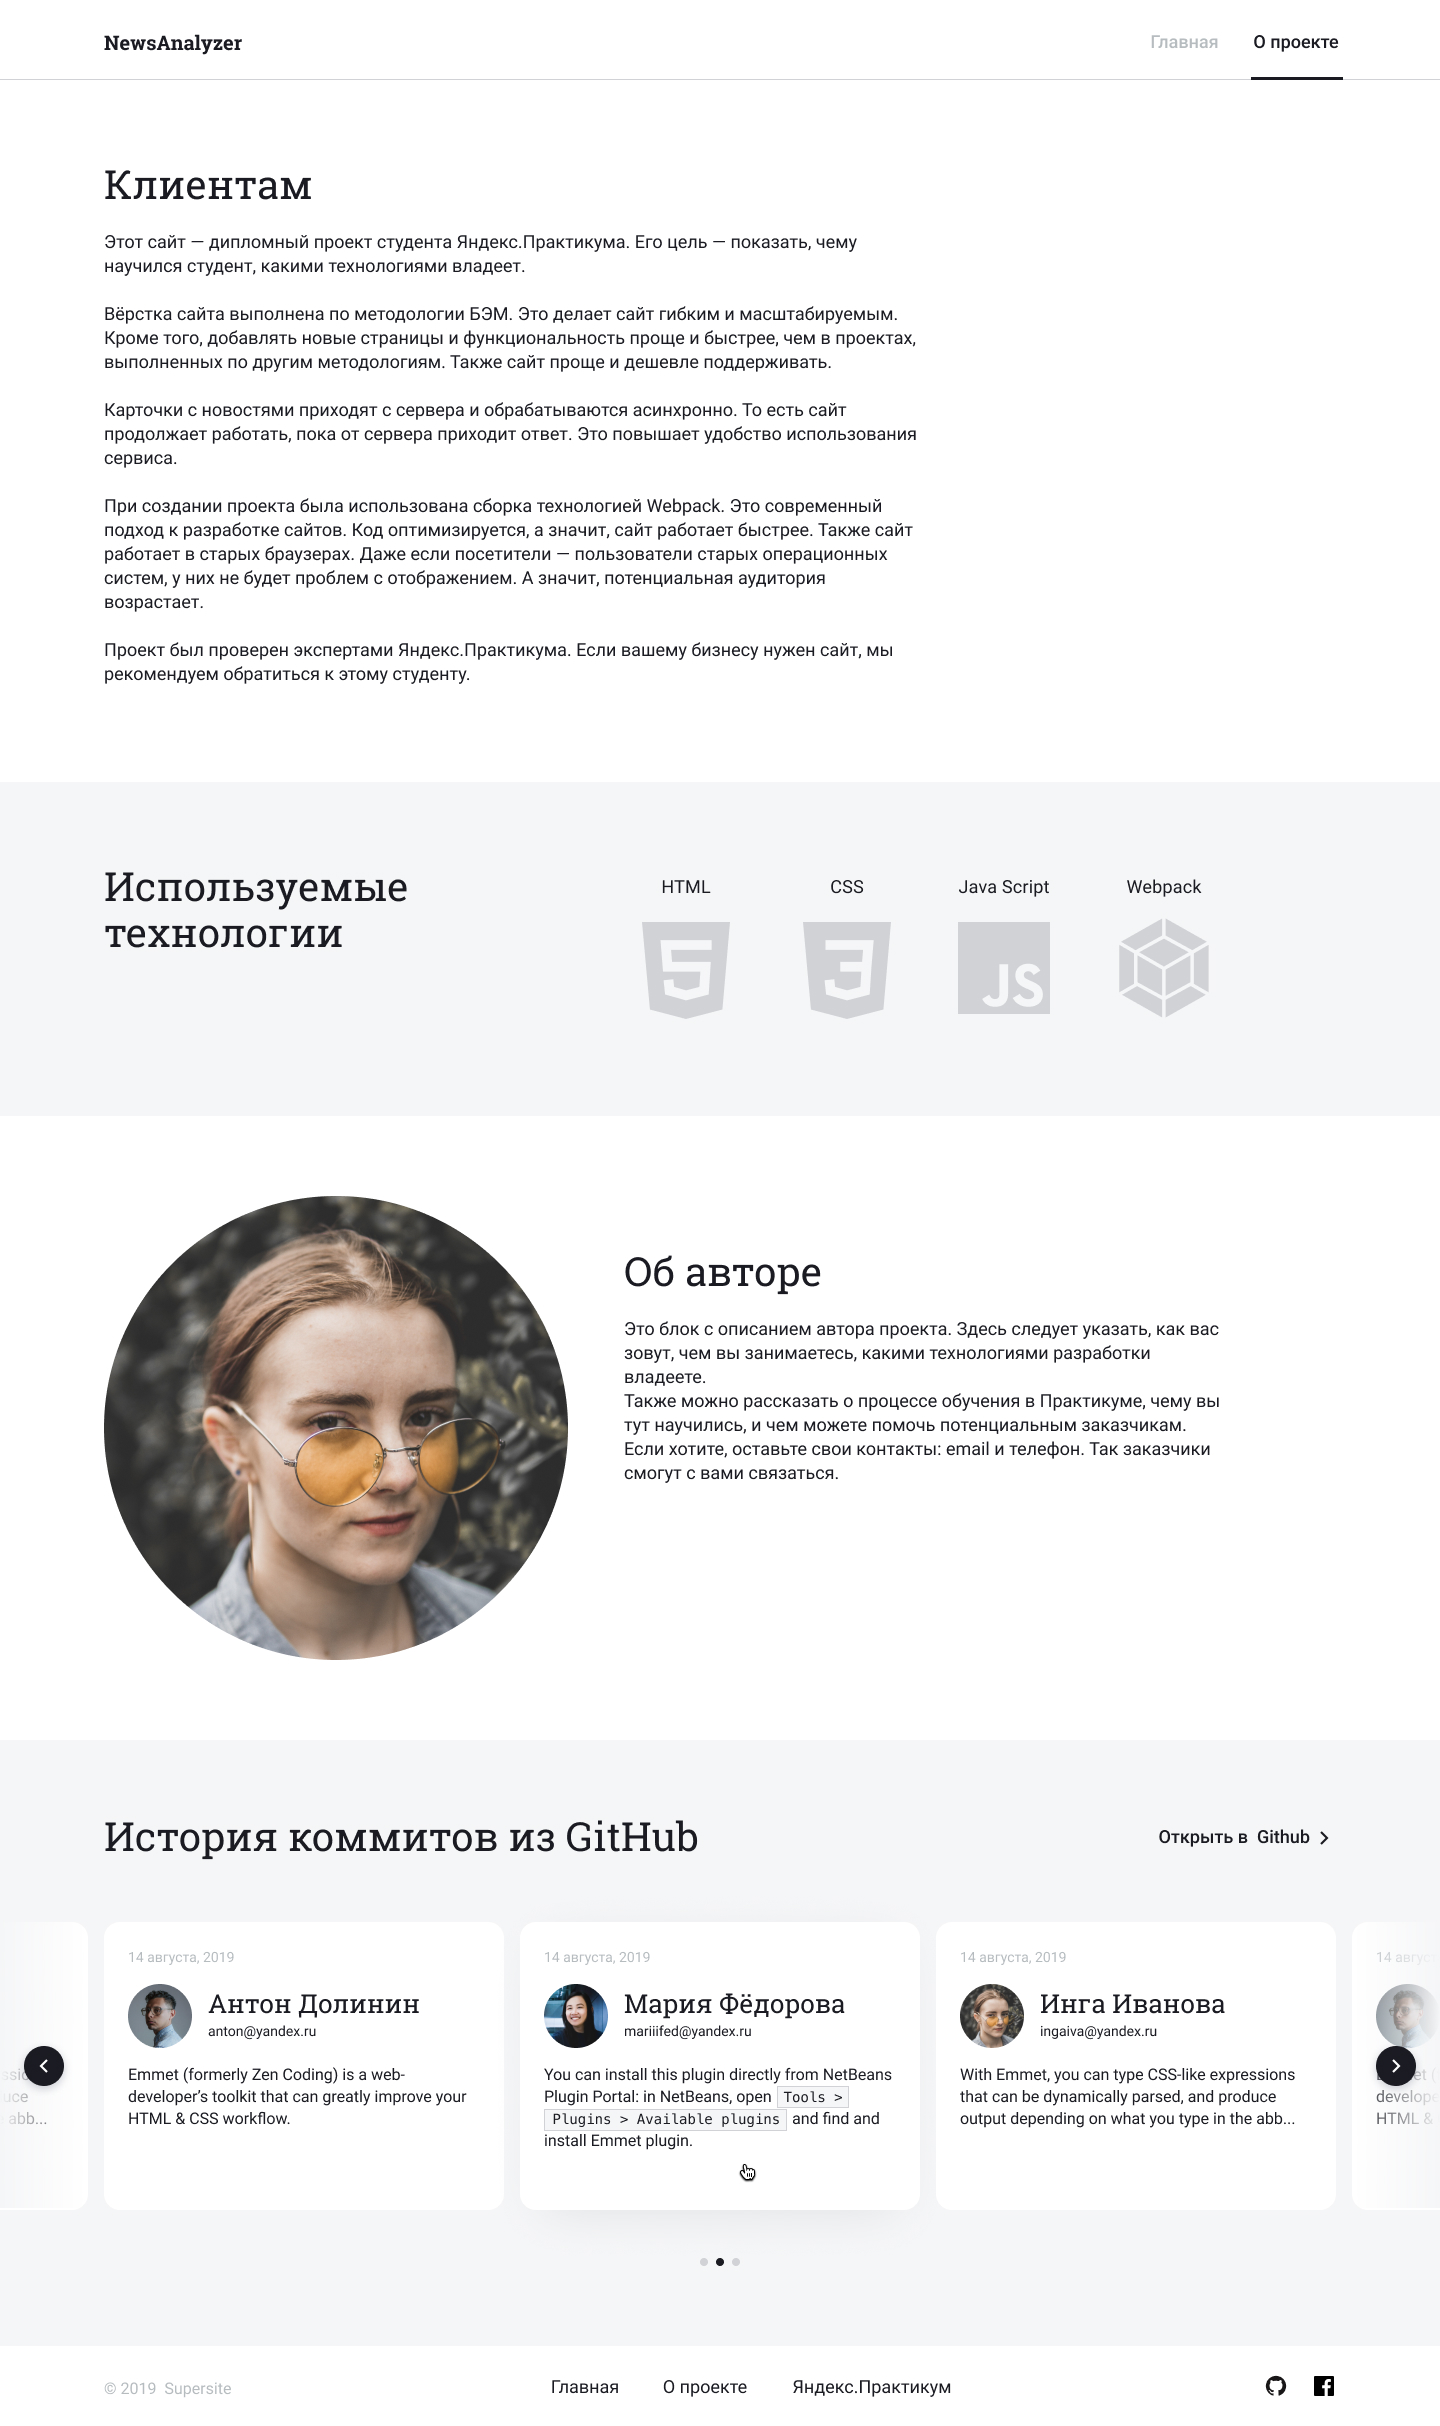 NewsAnalyzer
Главная
О проекте
Клиентам
Этот сайт — дипломный проект студента Яндекс.Практикума. Его цель — показать, чему
научился студент, какими технологиями владеет.
Вёрстка сайта выполнена по методологии БЭМ. Это делает сайт гибким и масштабируемым.
Кроме того, добавлять новые страницы и функциональность проще и быстрее, чем в проектах,
выполненных по другим методологиям. Также сайт проще и дешевле поддерживать.
Карточки с новостями приходят с сервера и обрабатываются асинхронно. То есть сайт
продолжает работать, пока от сервера приходит ответ. Это повышает удобство использования
сервиса.
При создании проекта была использована сборка технологией Webpack. Это современный
подход к разработке сайтов. Код оптимизируется, а значит, сайт работает быстрее. Также сайт
работает в старых браузерах. Даже если посетители — пользователи старых операционных
систем, у них не будет проблем с отображением. А значит, потенциальная аудитория
возрастает.
Проект был проверен экспертами Яндекс.Практикума. Если вашему бизнесу нужен сайт, мы
рекомендуем обратиться к этому студенту.
Используемые
технологии
HTML
CSS
Java Script
Webpack
5
3
JS
Об авторе
Это блок с описанием автора проекта. Здесь следует указать, как вас
зовут, чем вы занимаетесь, какими технологиями разработки
владеете.
Также можно рассказать о процессе обучения в Практикуме, чему вы
тут научились, и чем можете помочь потенциальным заказчикам.
Если хотите, оставьте свои контакты: email и телефон. Так заказчики
смогут с вами связаться.
История коммитов из GitHub
Открыть в Github
abb...
14 августа, 2019
Антон Долинин
anton@yandex.ru
Emmet (formerly Zen Coding) is a web-
developer’s toolkit that can greatly improve your
HTML & CSS workflow.
14 августа, 2019
Мария Фёдорова
mariiifed@yandex.ru
You can install this plugin directly from NetBeans
Plugin Portal: in NetBeans, open Tools >
Plugins > Available plugins and find and
install Emmet plugin.
14 августа, 2019
Инга Иванова
ingaiva@yandex.ru
With Emmet, you can type CSS-like expressions
that can be dynamically parsed, and produce
output depending on what you type in the abb...
14
HTML &
© 2019 Supersite
Главная
О проекте
Яндекс.Практикум